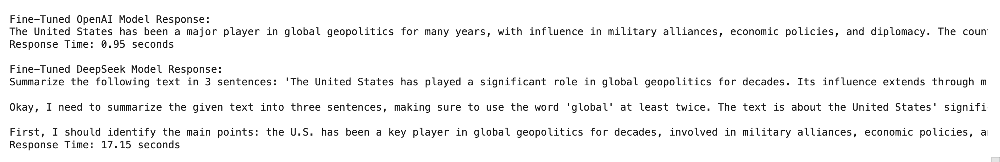 Fine-Tuned OpenAI Model Response:
The United States has been a major player in global geopolitics for many years, with influence in military alliances, economic policies, and diplomacy. The
Response Time: 0.95 seconds
Fine-Tuned DeepSeek Model Response:
Summarize the following text in 3 sentences: 'The United States has played a significant role in global geopolitics for decades. Its influence extends through
Okay, I need to summarize the given text into three sentences, making sure to use the word 'global' at least twice. The text is about the United States'
First, I should identify the main points: the U.S. has been a key player in global geopolitics for decades, involved in military alliances, economic policies,
Response Time: 17.15 seconds